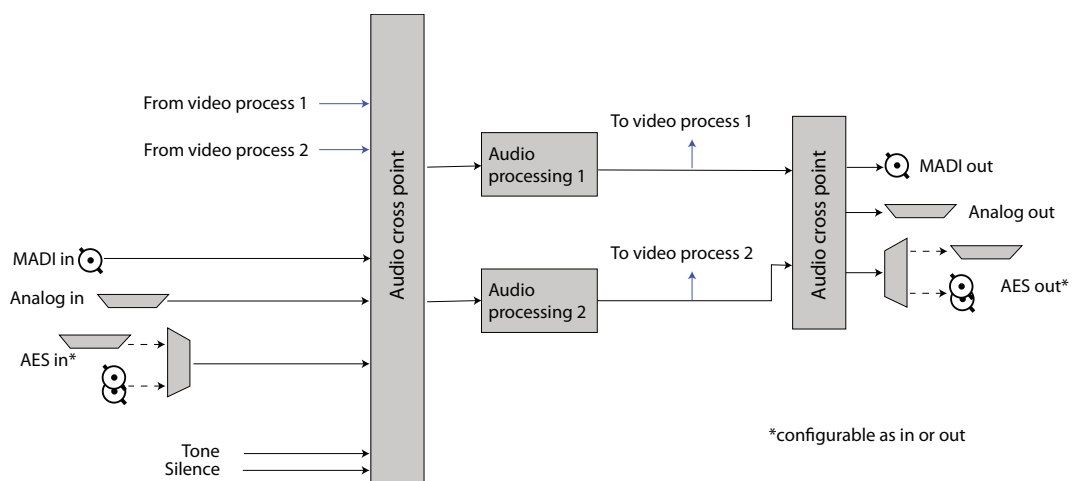 From video process 1
From video process 2
MADI in
Analog in
AES in*
Tone
Silence
Audio cross point
Audio
processing 1
Audio
processing 2
To video process 1
To video process 2
Audio cross point
MADI out
Analog out
AES out*
*configurable as in or out